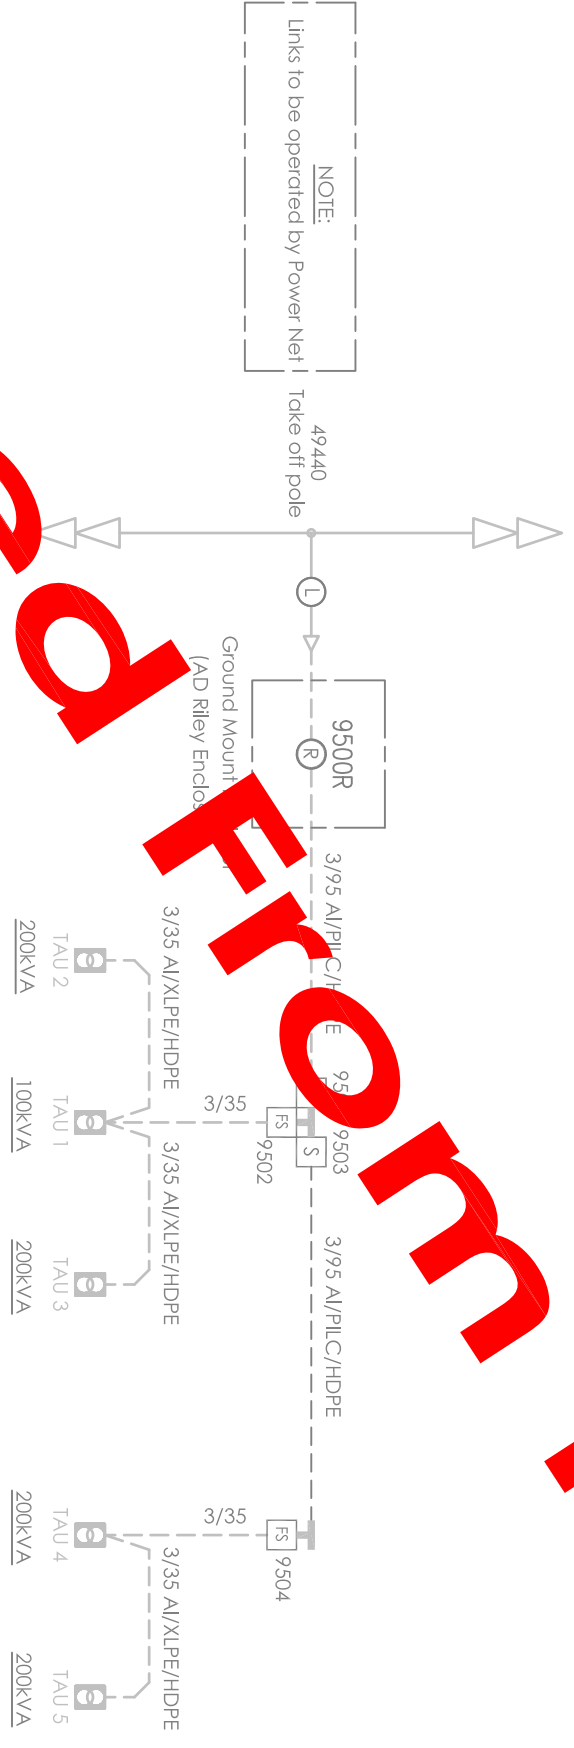 NOTE:
Links to be operated by Power Net
49440
Take off pole
L
9500R
R
Ground Mount
(AD Riley
3/95 Al/PILC/H
3/35 Al/XLPE/HDPE
TAU 2
200kVA
9503
S
FS
9502
3/35
TAU 1
100kVA
3/35 Al/XLPE/HDPE
TAU 3
200kVA
3/95 Al/PILC/HDPE
FS
9504
3/35
TAU 4
200kVA
3/35 Al/XLPE/HDPE
TAU 5
200kVA
ed From